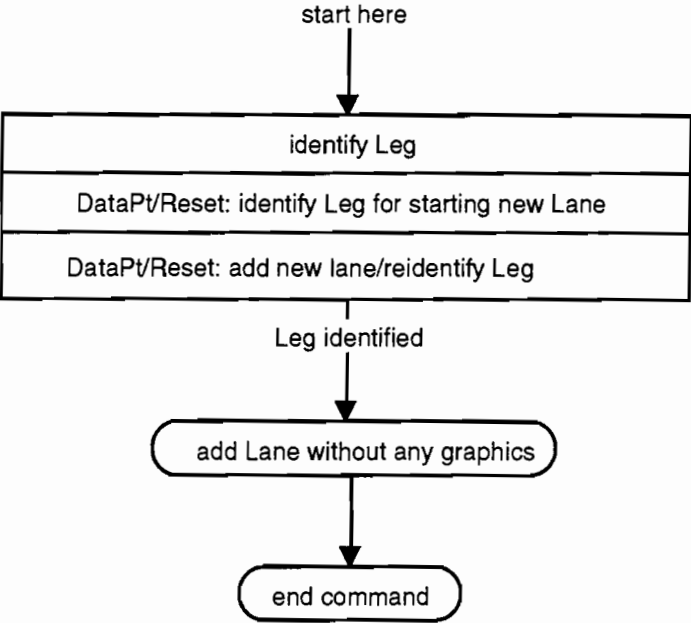 start here
identify Leg
DataPt/Reset: identify Leg for starting new Lane
DataPt/Reset: add new lane/reidentify Leg
Leg identified
add Lane without any graphics
end command